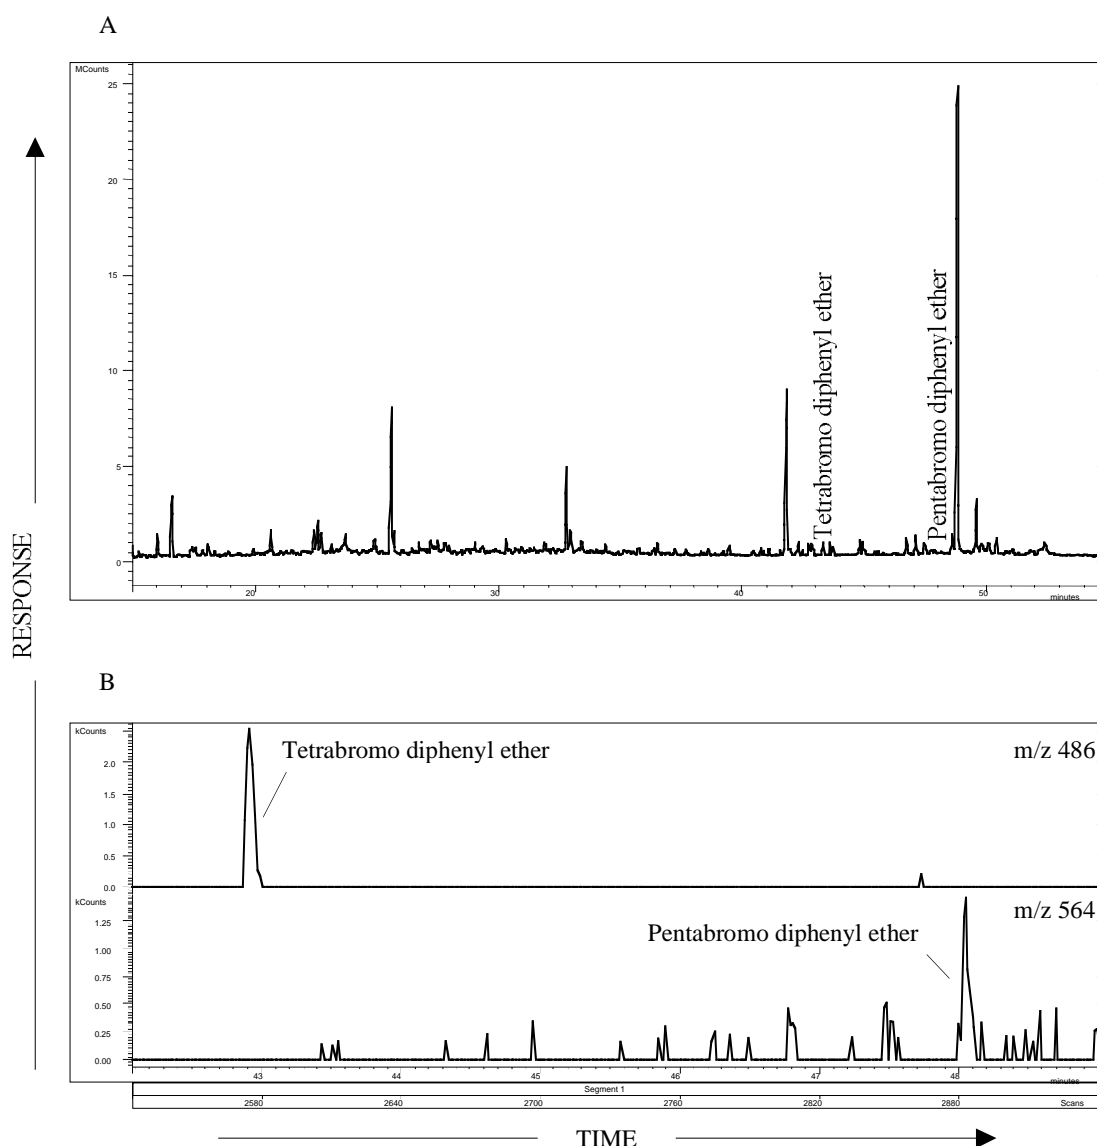 A
MCounts
25
20
15
10
5
0
Tetrabromo diphenyl ether
Pentabromo diphenyl ether
20
30
40
50
minutes
RESPONSE
B
kCounts
2.0
1.5
1.0
0.5
0.0
Tetrabromo diphenyl ether
m/z 486
kCounts
1.25
1.00
0.75
0.50
0.25
0.00
Pentabromo diphenyl ether
m/z 564
43
44
45
46
47
48
minutes
Segment 1
2580
2640
2700
2760
2820
2880
Scans
TIME